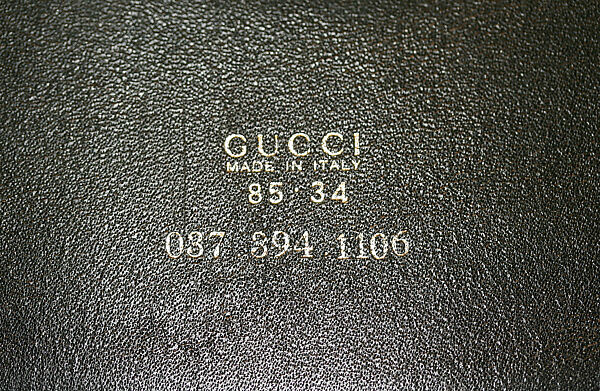 GUCCI
MADE IN ITALY
85·34
037 894 1106